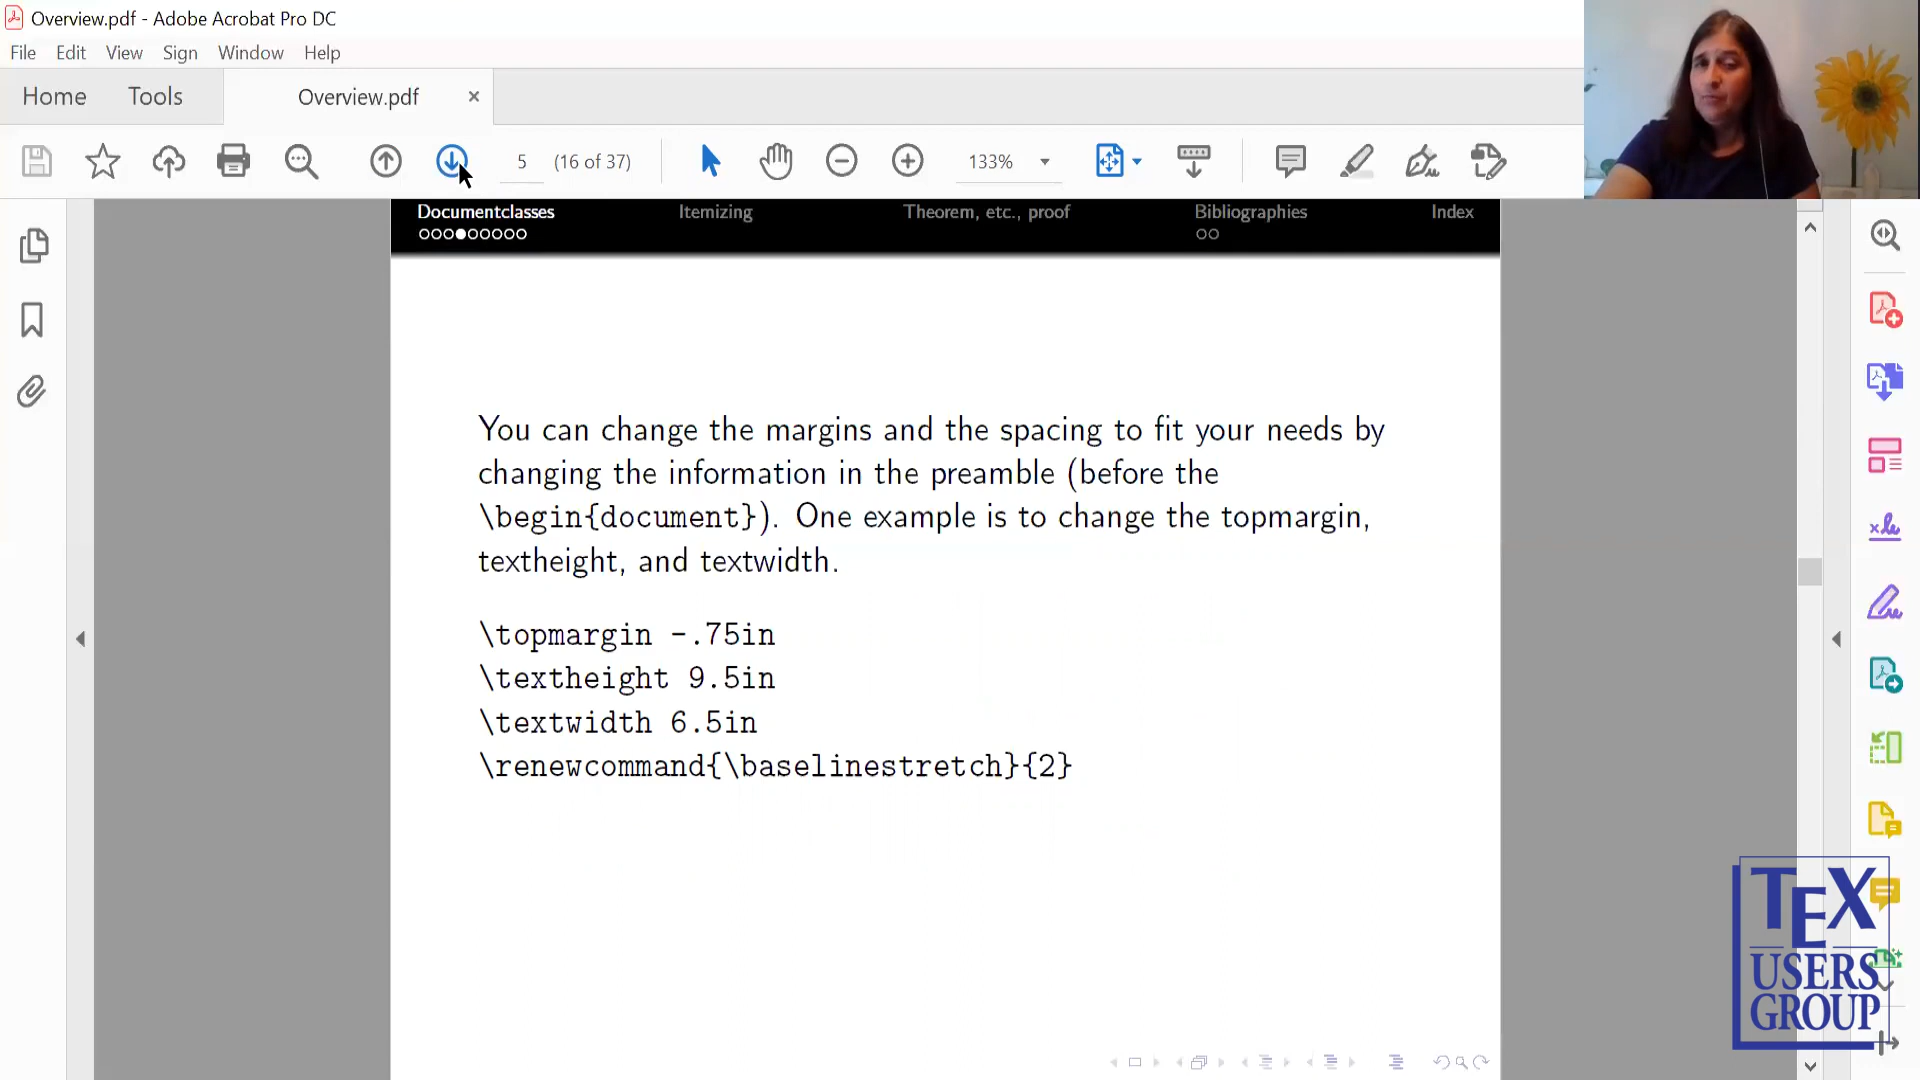 Overview.pdf - Adobe Acrobat Pro DC
File Edit View Sign Window Help
Home Tools Overview.pdf ×
5 (16 of 37) 133%
Documentclasses Itemizing Theorem, etc., proof Bibliographies Index
You can change the margins and the spacing to fit your needs by
changing the information in the preamble (before the
\begin{document}). One example is to change the topmargin,
textheight, and textwidth.
\topmargin -.75in
\textheight 9.5in
\textwidth 6.5in
\renewcommand{\baselinestretch}{2}
TEX
USERS
GROUP